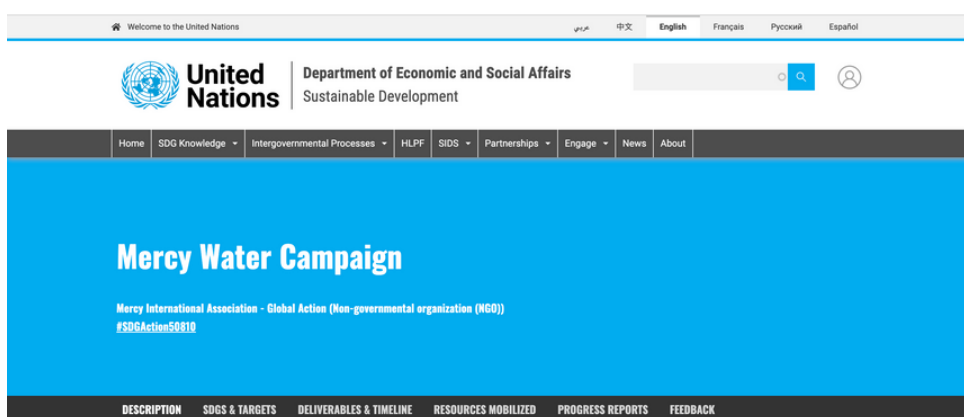 Welcome to the United Nations
عربي 中文 English Français Русский Español
United Nations
Department of Economic and Social Affairs
Sustainable Development
Home SDG Knowledge Intergovernmental Processes HLPF SIDS Partnerships Engage News About
Mercy Water Campaign
Mercy International Association - Global Action (Non-governmental organization (NGO))
#SDGAction50810
DESCRIPTION SDGS & TARGETS DELIVERABLES & TIMELINE RESOURCES MOBILIZED PROGRESS REPORTS FEEDBACK